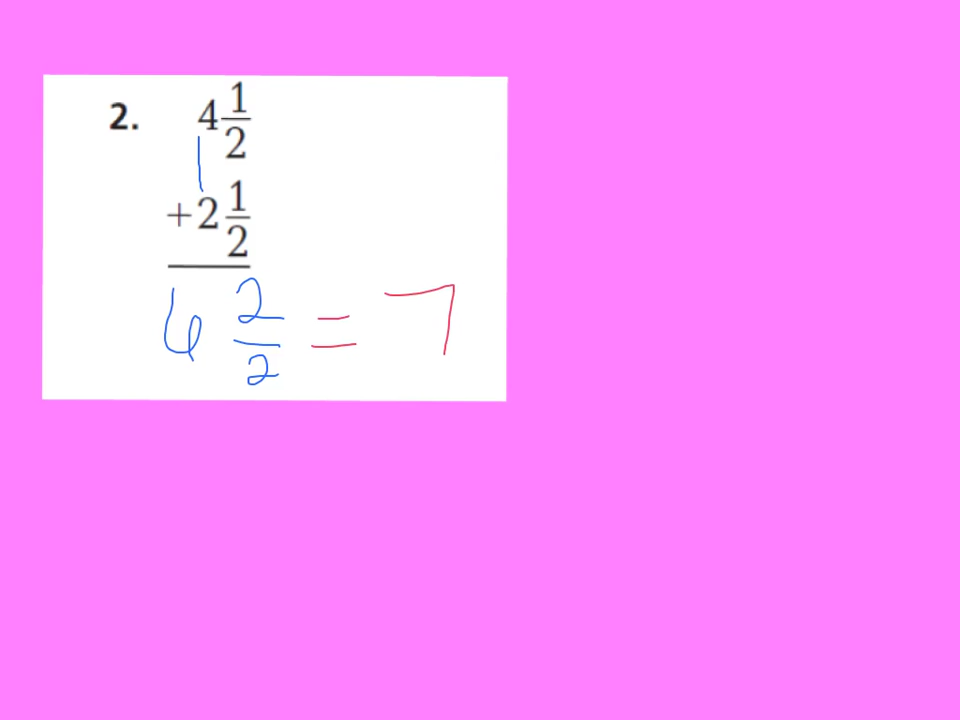 2. 4 1/2
+2 1/2
6 2/2 = 7